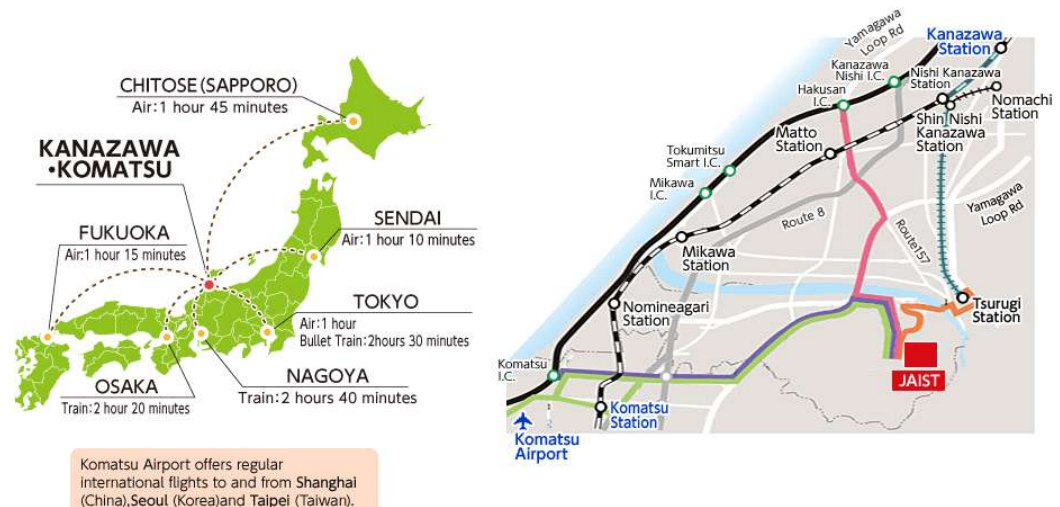 CHITOSE(SAPPORO)
Air:1 hour 45 minutes
KANAZAWA
•KOMATSU
SENDAI
Air:1 hour 10 minutes
FUKUOKA
Air:1 hour 15 minutes
TOKYO
Air:1 hour
Bullet Train:2hours 30 minutes
NAGOYA
Train:2 hours 40 minutes
OSAKA
Train:2 hour 20 minutes
Komatsu Airport offers regular
international flights to and from Shanghai
(China),Seoul (Korea)and Taipei (Taiwan).
Yamagawa
Loop Rd
Kanazawa
Station
Kanazawa
Nishi I.C.
Nishi Kanazawa
Station
Hakusan
I.C.
Nomachi
Station
Shin Nishi
Kanazawa
Station
Matto
Station
Tokumitsu
Smart I.C.
Mikawa
I.C.
Yamagawa
Loop Rd
Route 8
Route157
Mikawa
Station
Nomineagari
Station
Tsurugi
Station
Komatsu
I.C.
JAIST
Komatsu
Station
Komatsu
Airport